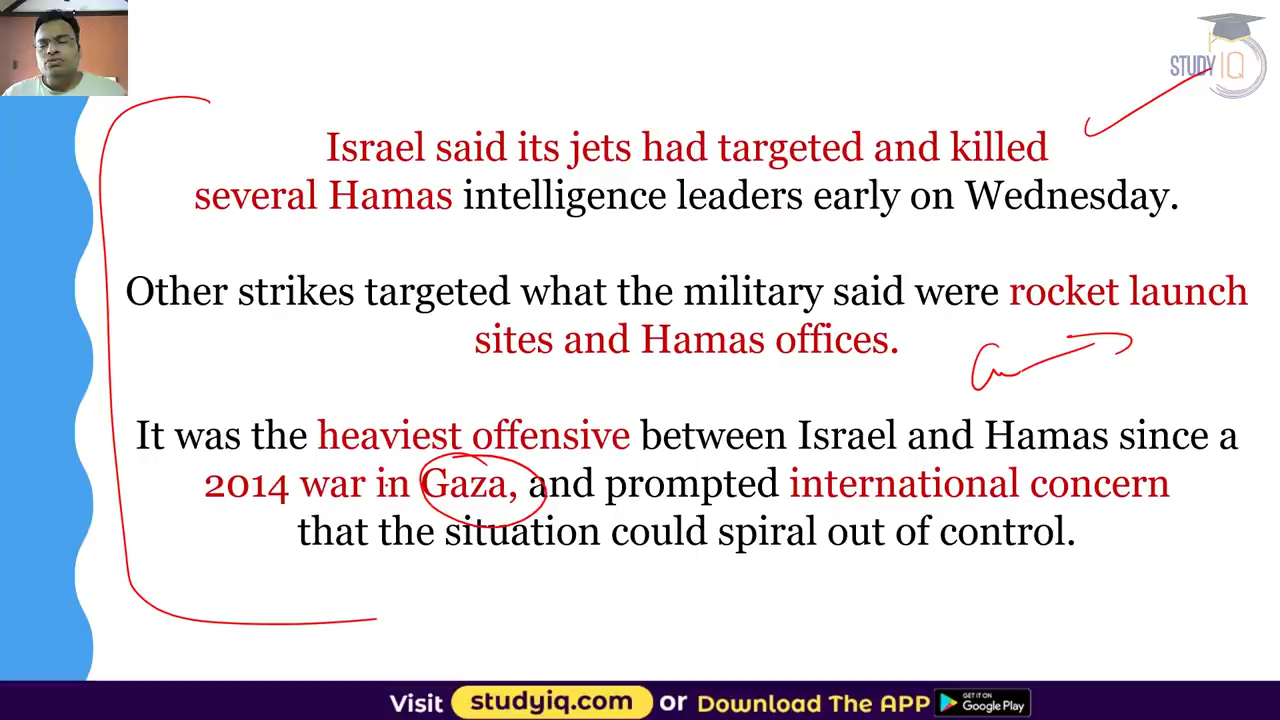 STUDY IQ
Israel said its jets had targeted and killed
several Hamas intelligence leaders early on Wednesday.
Other strikes targeted what the military said were rocket launch
sites and Hamas offices.
It was the heaviest offensive between Israel and Hamas since a
2014 war in Gaza, and prompted international concern
that the situation could spiral out of control.
Visit studyiq.com or Download The APP GET IT ON Google Play